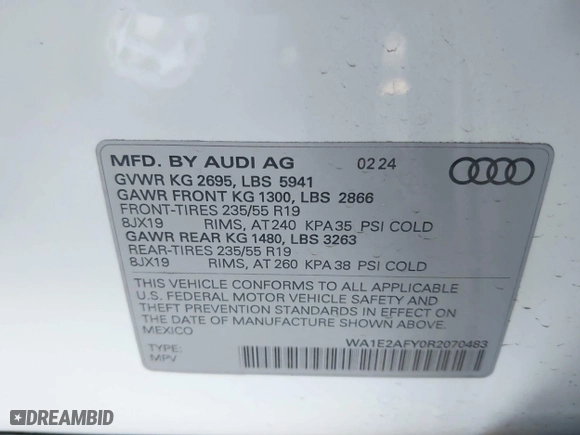 MFD. BY AUDI AG 02 24
GVWR KG 2695, LBS 5941
GAWR FRONT KG 1300, LBS 2866
FRONT-TIRES 235/55 R19
8JX19 RIMS, AT 240 KPA 35 PSI COLD
GAWR REAR KG 1480, LBS 3263
REAR-TIRES 235/55 R19
8JX19 RIMS, AT 260 KPA 38 PSI COLD
THIS VEHICLE CONFORMS TO ALL APPLICABLE
U.S. FEDERAL MOTOR VEHICLE SAFETY AND
THEFT PREVENTION STANDARDS IN EFFECT ON
THE DATE OF MANUFACTURE SHOWN ABOVE.
MEXICO
TYPE: WA1E2AFY0R2070483
MPV
DREAMBID